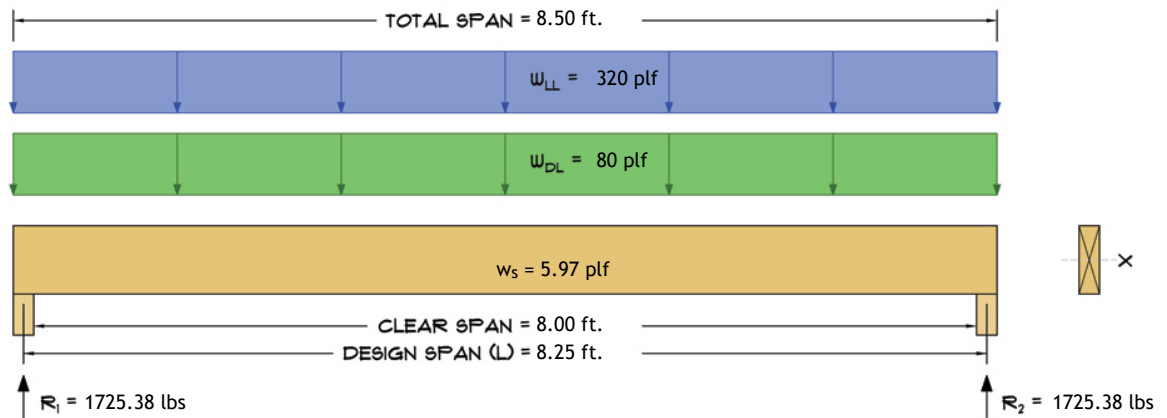 TOTAL SPAN = 8.50 ft.
WLL = 320 plf
WDL = 80 plf
ws = 5.97 plf
X
CLEAR SPAN = 8.00 ft.
DESIGN SPAN (L) = 8.25 ft.
R1 = 1725.38 lbs
R2 = 1725.38 lbs